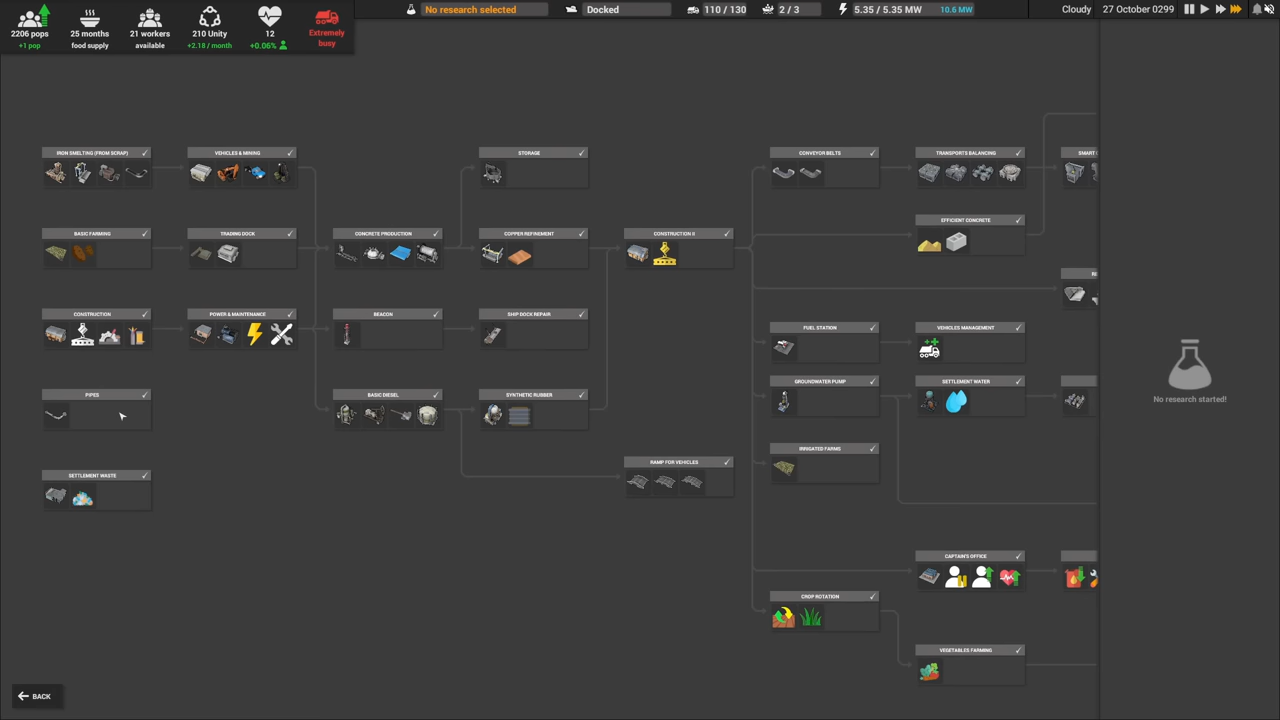 2206 pops
+1 pop
25 months
food supply
21 workers
available
210 Unity
+2.18 / month
12
+0.06%
Extremely
busy
No research selected
Docked
110 / 130
2 / 3
5.35 / 5.35 MW
10.6 MW
Cloudy
27 October 0299
IRON SMELTING (FROM SCRAP)
VEHICLES & MINING
STORAGE
CONVEYOR BELTS
TRANSPORTS BALANCING
SMART
EFFICIENT CONCRETE
BASIC FARMING
TRADING DOCK
CONCRETE PRODUCTION
COPPER REFINEMENT
CONSTRUCTION II
CONSTRUCTION
POWER & MAINTENANCE
BEACON
SHIP DOCK REPAIR
FUEL STATION
VEHICLES MANAGEMENT
GROUNDWATER PUMP
SETTLEMENT WATER
PIPES
BASIC DIESEL
SYNTHETIC RUBBER
No research started!
IRRIGATED FARMS
RAMP FOR VEHICLES
SETTLEMENT WASTE
CAPTAIN'S OFFICE
CROP ROTATION
VEGETABLES FARMING
BACK